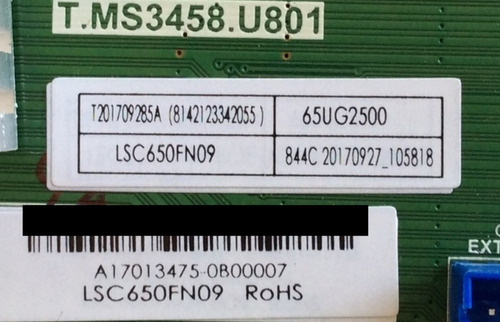 T.MS3458.U801
T201709285A (8142123342055) 65UG2500
LSC650FN09 844C 20170927_105818
A17013475-0B00007
LSC650FN09 RoHS
EXT